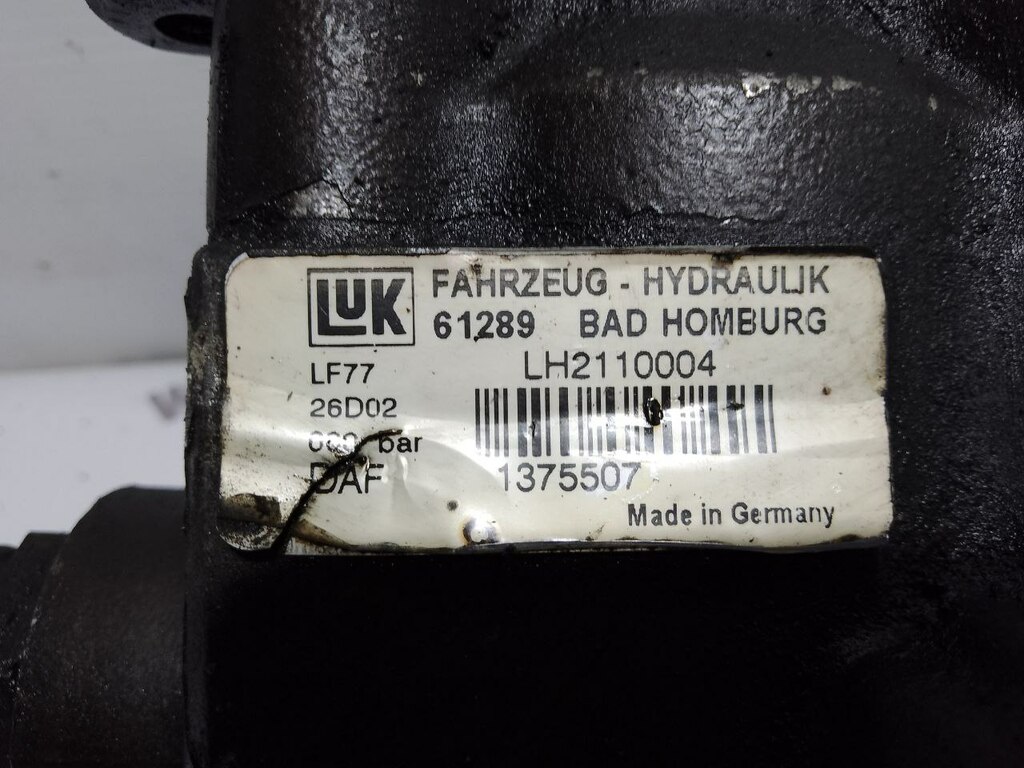 LUK FAHRZEUG - HYDRAULIK
61289 BAD HOMBURG
LF77 LH2110004
26D02
bar
DAF 1375507
Made in Germany